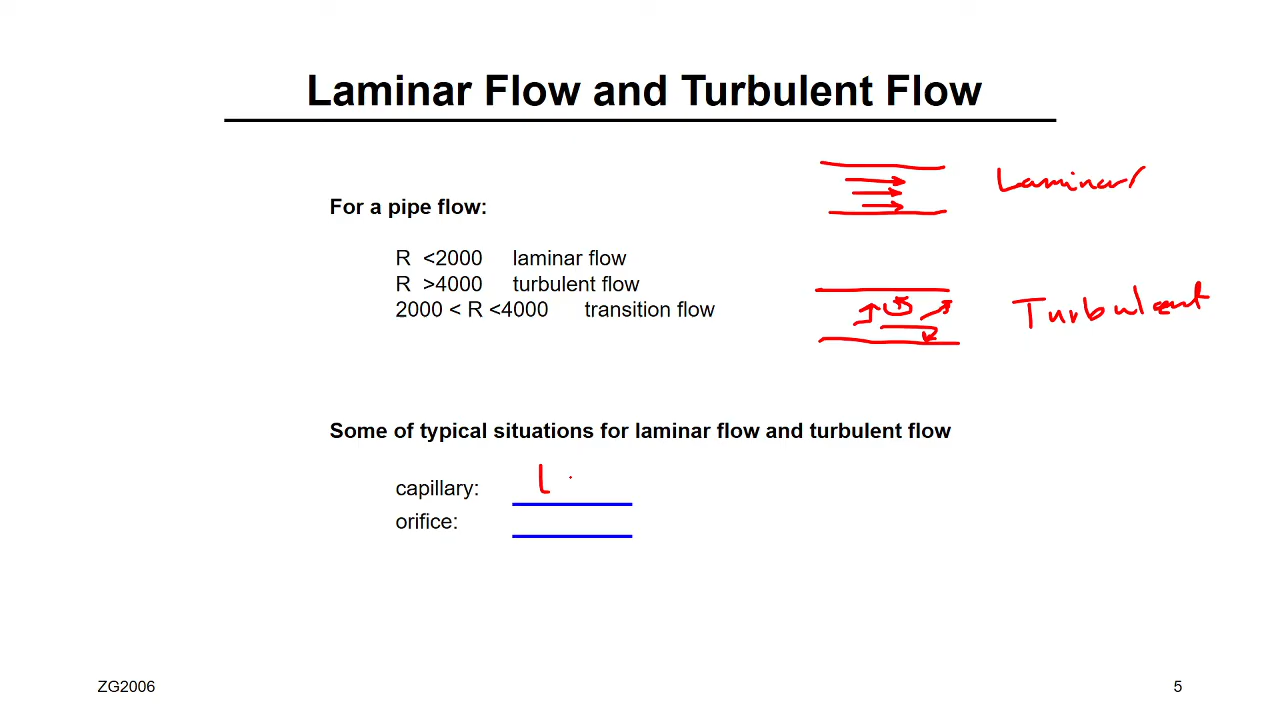 Laminar Flow and Turbulent Flow
Laminar
For a pipe flow:
R <2000 laminar flow
R >4000 turbulent flow
2000 < R <4000 transition flow
Turbulent
Some of typical situations for laminar flow and turbulent flow
capillary: L
orifice:
ZG2006 5